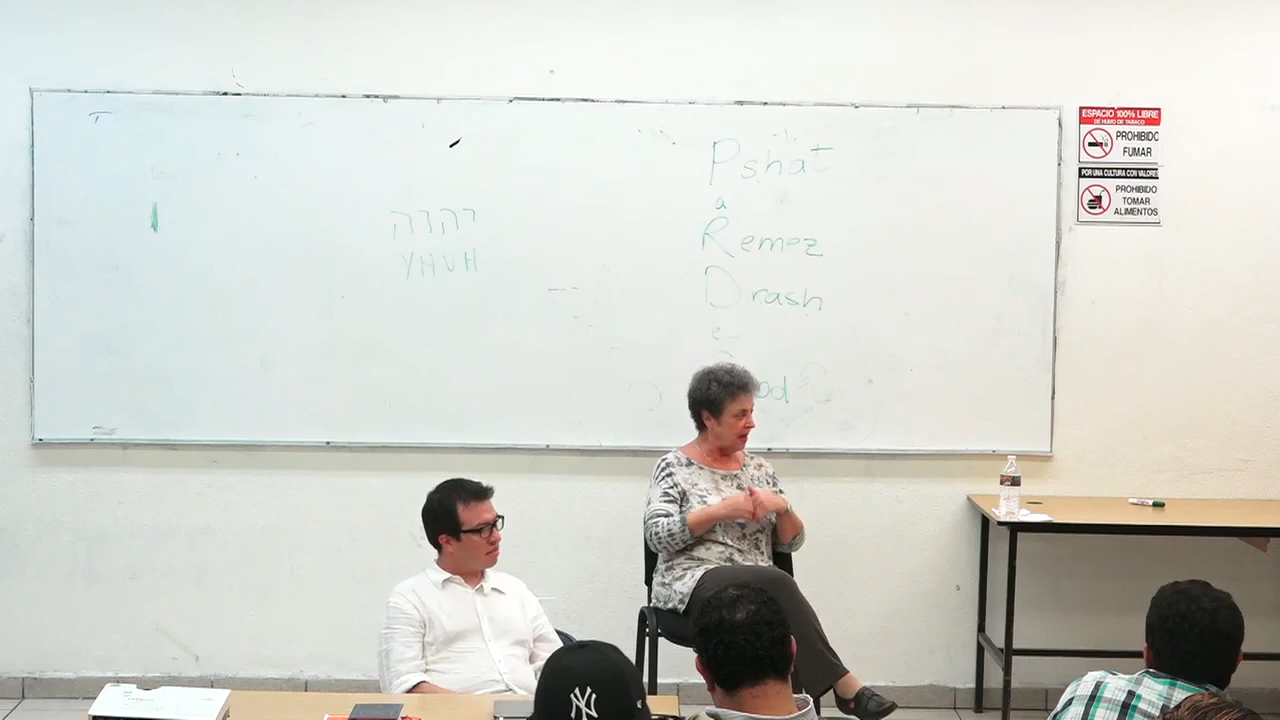 Pshat
a
Remez
Drash
e
od
יהוה
YHVH
ESPACIO 100% LIBRE
DE HUMO DE TABACO
PROHIBIDO
FUMAR
POR UNA CULTURA CON VALORES
PROHIBIDO
TOMAR
ALIMENTOS
NY